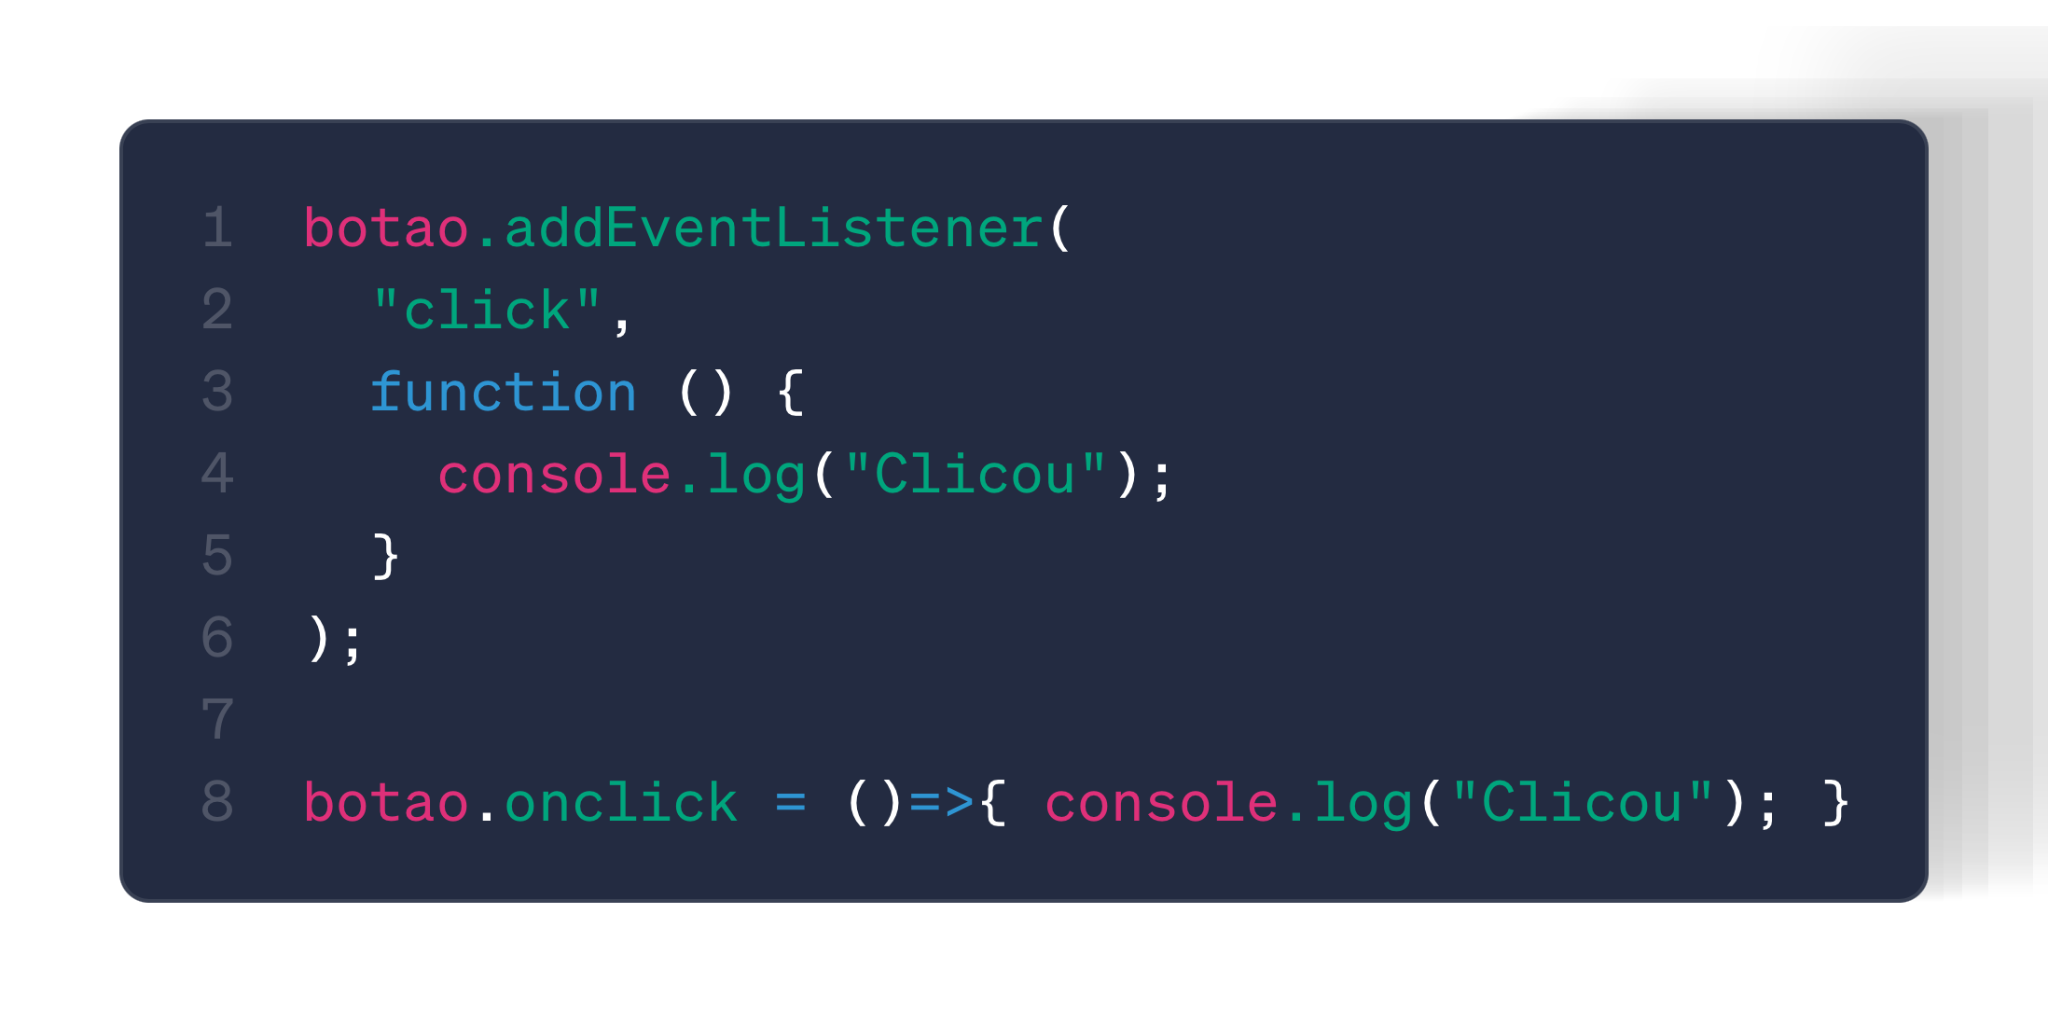 1 botao.addEventListener(
2   "click",
3   function () {
4     console.log("Clicou");
5   }
6 );
7
8 botao.onclick = ()=>{ console.log("Clicou"); }